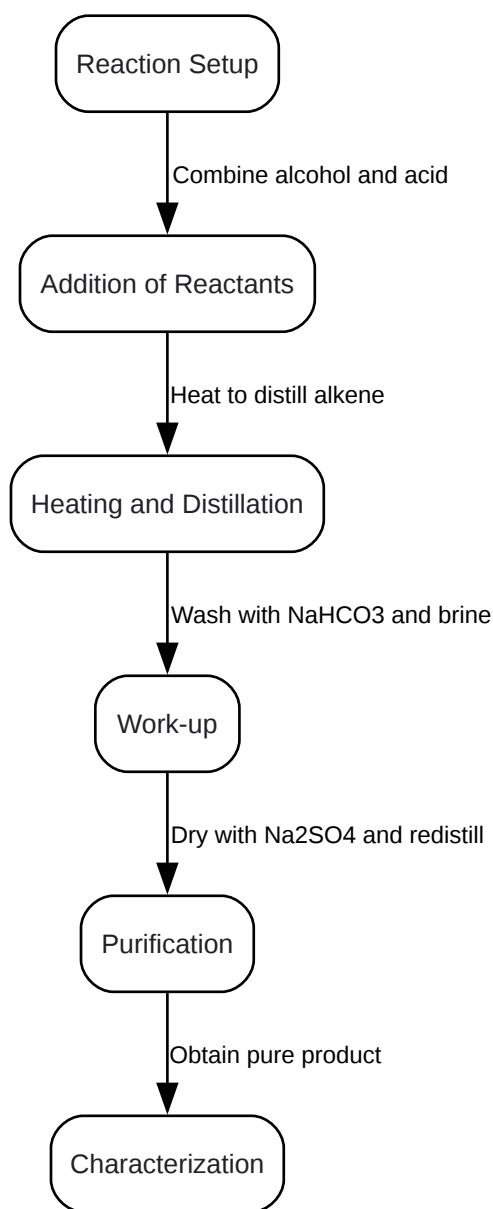 Reaction Setup
Combine alcohol and acid
Addition of Reactants
Heat to distill alkene
Heating and Distillation
Wash with NaHCO3 and brine
Work-up
Dry with Na2SO4 and redistill
Purification
Obtain pure product
Characterization